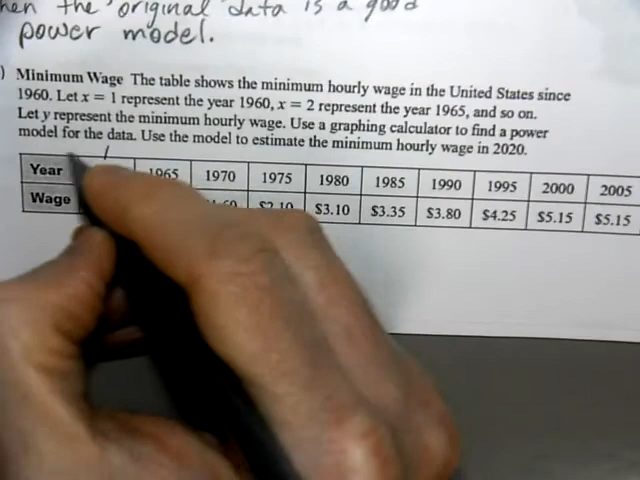 the original data is a good
power model.
) Minimum Wage The table shows the minimum hourly wage in the United States since
1960. Let x = 1 represent the year 1960, x = 2 represent the year 1965, and so on.
Let y represent the minimum hourly wage. Use a graphing calculator to find a power
model for the data. Use the model to estimate the minimum hourly wage in 2020.
Year 1965 1970 1975 1980 1985 1990 1995 2000 2005
Wage $2.10 $3.10 $3.35 $3.80 $4.25 $5.15 $5.15